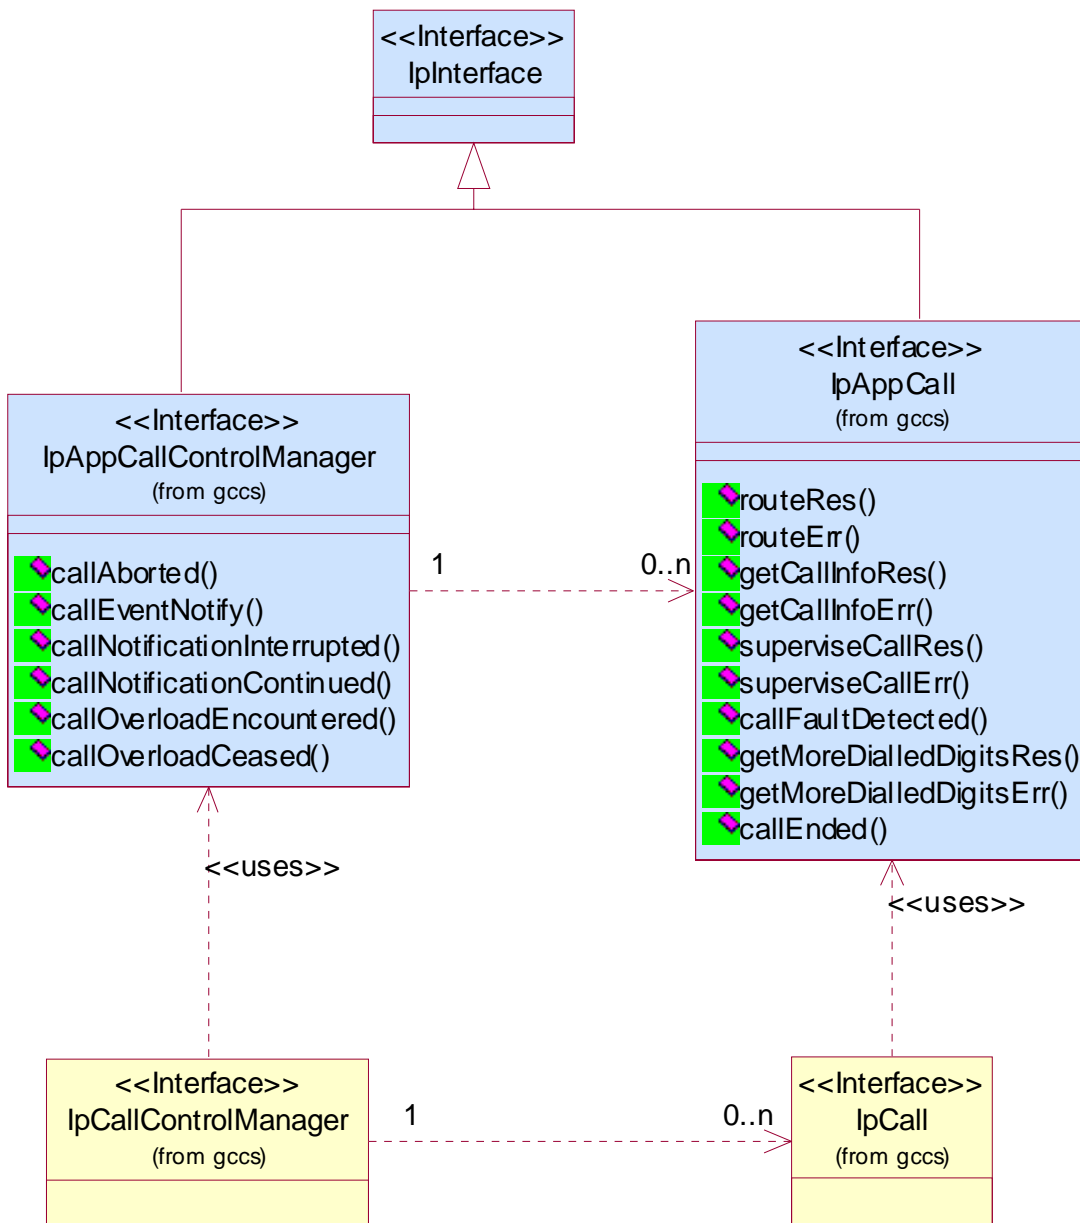 <<Interface>>
IpInterface
<<Interface>>
IpAppCall
(from gccs)
routeRes()
routeErr()
getCallInfoRes()
getCallInfoErr()
superviseCallRes()
superviseCallErr()
callFaultDetected()
getMoreDialledDigitsRes()
getMoreDialledDigitsErr()
callEnded()
<<Interface>>
IpAppCallControlManager
(from gccs)
callAborted()
callEventNotify()
callNotificationInterrupted()
callNotificationContinued()
callOverloadEncountered()
callOverloadCeased()
1
0..n
<<uses>>
<<uses>>
<<Interface>>
IpCallControlManager
(from gccs)
1
0..n
<<Interface>>
IpCall
(from gccs)